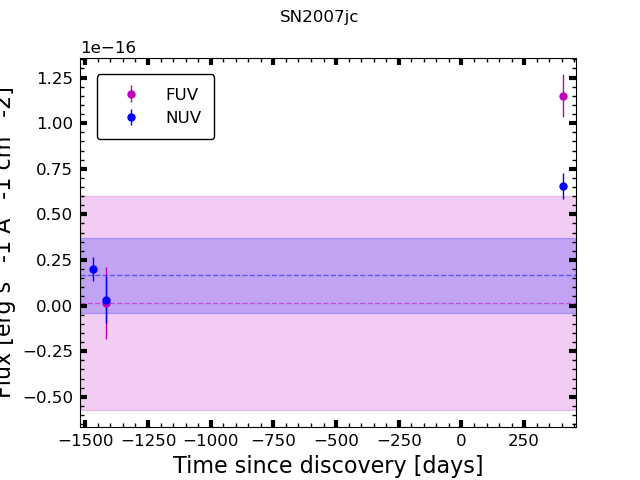 SN2007jc
1e−16
FUV
NUV
1.25
1.00
0.75
0.50
0.25
0.00
−0.25
−0.50
Flux [erg s -1 A -1 cm -2]
−1500 −1250 −1000 −750 −500 −250 0 250
Time since discovery [days]